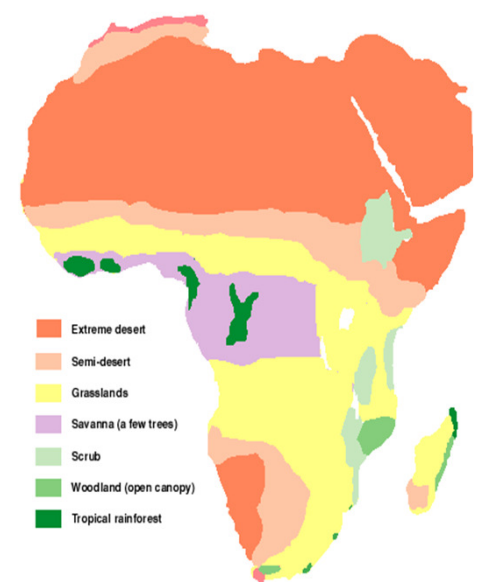 Extreme desert
Semi-desert
Grasslands
Savanna (a few trees)
Scrub
Woodland (open canopy)
Tropical rainforest